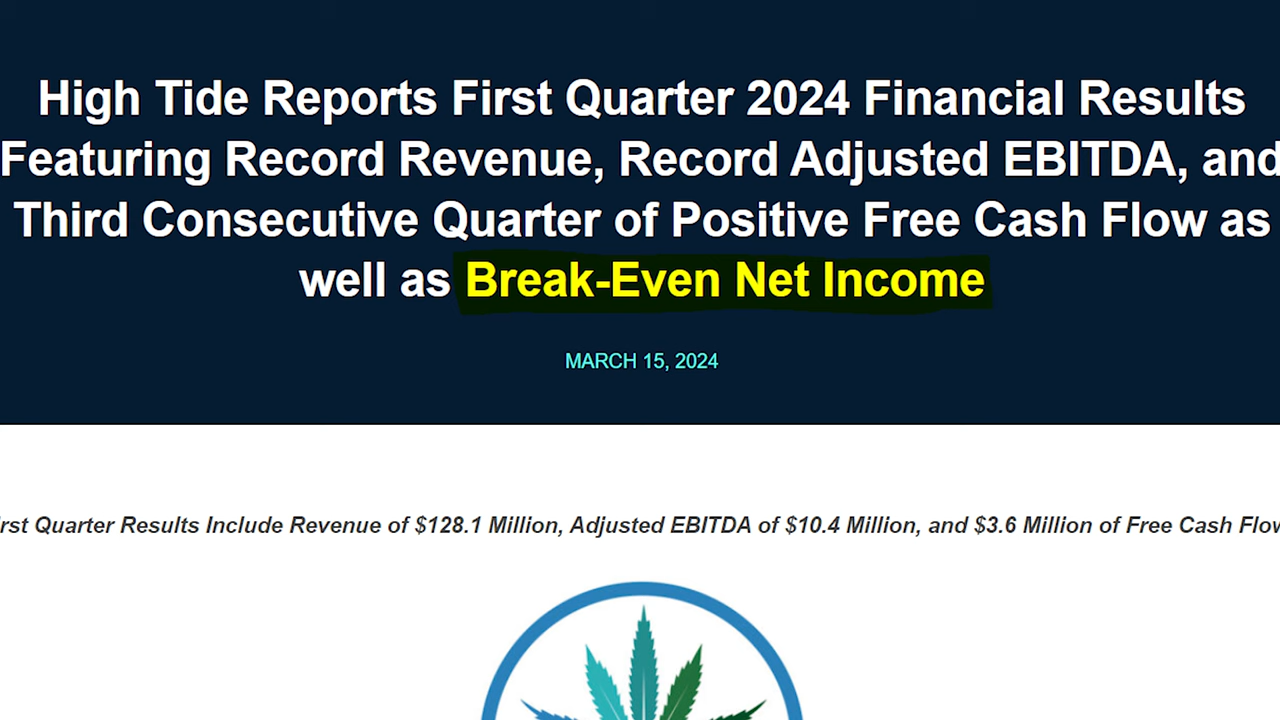 High Tide Reports First Quarter 2024 Financial Results
Featuring Record Revenue, Record Adjusted EBITDA, and
Third Consecutive Quarter of Positive Free Cash Flow as
well as Break-Even Net Income
MARCH 15, 2024
rst Quarter Results Include Revenue of $128.1 Million, Adjusted EBITDA of $10.4 Million, and $3.6 Million of Free Cash Flow